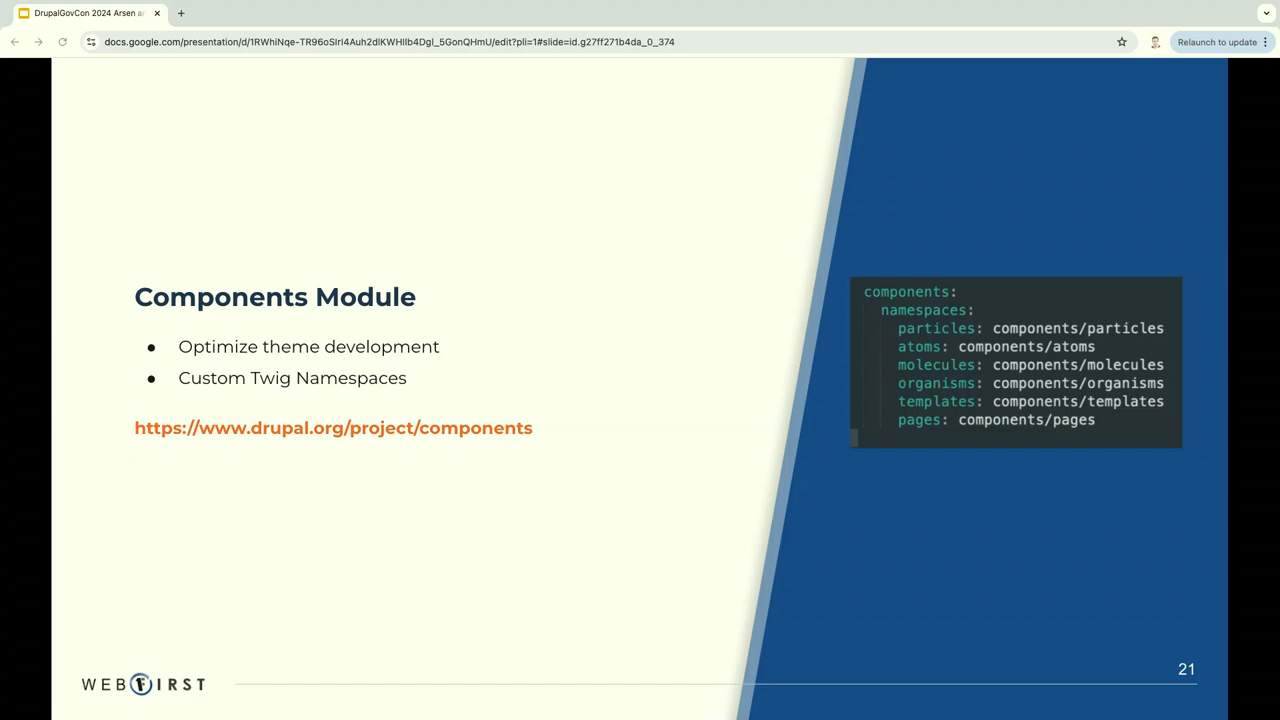 DrupalGovCon 2024 Arsen a
docs.google.com/presentation/d/1RWhiNqe-TR96oSIrI4Auh2dlKWHIlb4Dgl_5GonQHmU/edit?pli=1#slide=id.g27ff271b4da_0_374
Relaunch to update
Components Module
● Optimize theme development
● Custom Twig Namespaces
https://www.drupal.org/project/components
components:
namespaces:
particles: components/particles
atoms: components/atoms
molecules: components/molecules
organisms: components/organisms
templates: components/templates
pages: components/pages
WEBFIRST
21